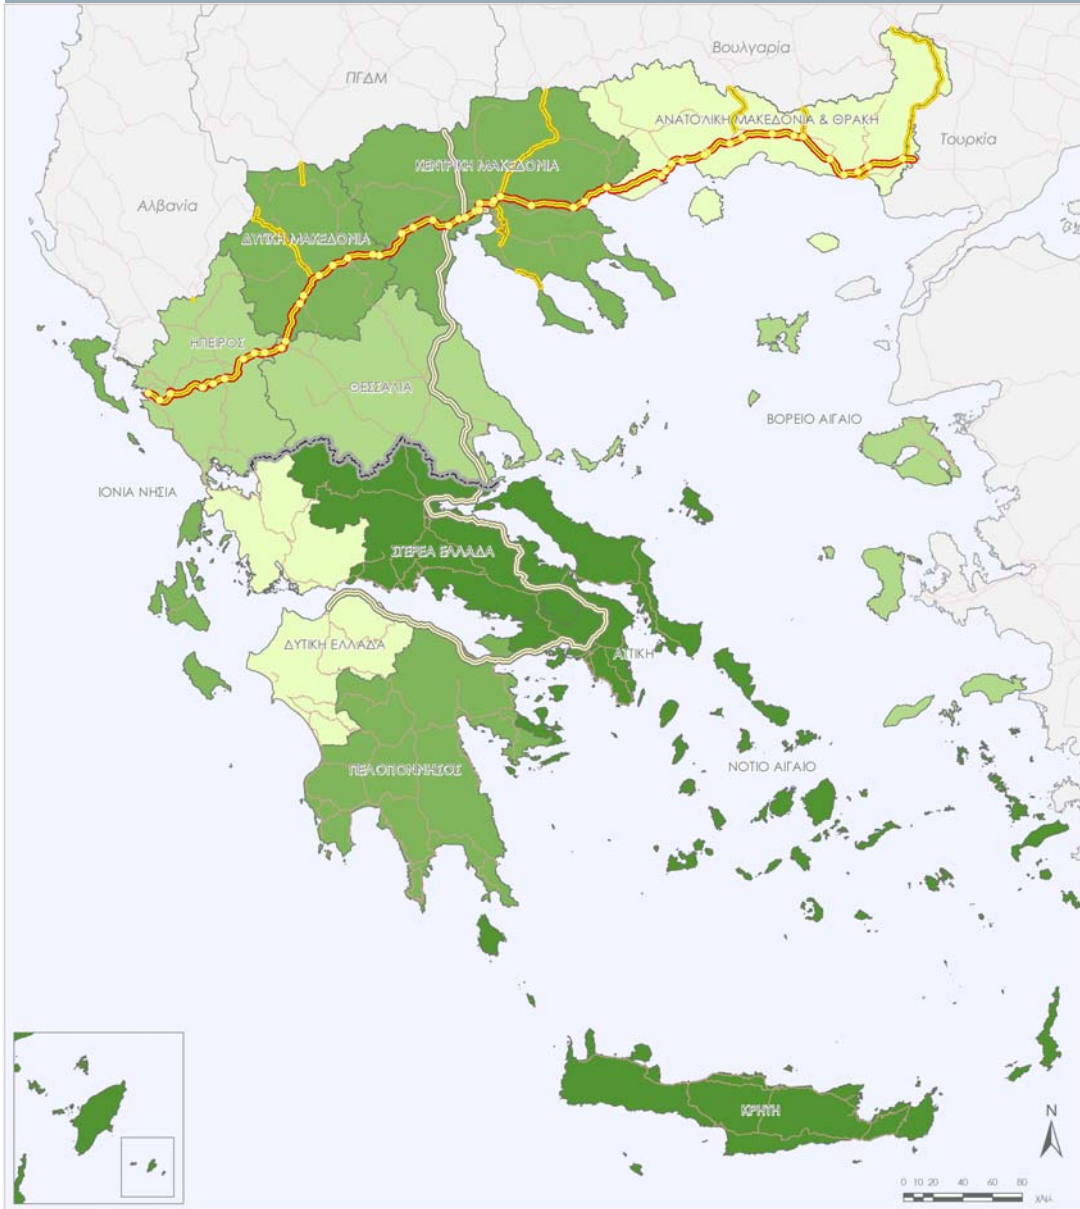 Βουλγαρία
ΠΓΔΜ
ΑΝΑΤΟΛΙΚΗ ΜΑΚΕΔΟΝΙΑ & ΘΡΑΚΗ
Τουρκία
ΚΕΝΤΡΙΚΗ ΜΑΚΕΔΟΝΙΑ
Αλβανία
ΔΥΤΙΚΗ ΜΑΚΕΔΟΝΙΑ
ΗΠΕΙΡΟΣ
ΘΕΣΣΑΛΙΑ
ΒΟΡΕΙΟ ΑΙΓΑΙΟ
ΙΟΝΙΑ ΝΗΣΙΑ
ΣΤΕΡΕΑ ΕΛΛΑΔΑ
ΔΥΤΙΚΗ ΕΛΛΑΔΑ
ΑΤΤΙΚΗ
ΝΟΤΙΟ ΑΙΓΑΙΟ
ΠΕΛΟΠΟΝΝΗΣΟΣ
ΚΡΗΤΗ
N
0 10 20 40 60 80 Χλμ.